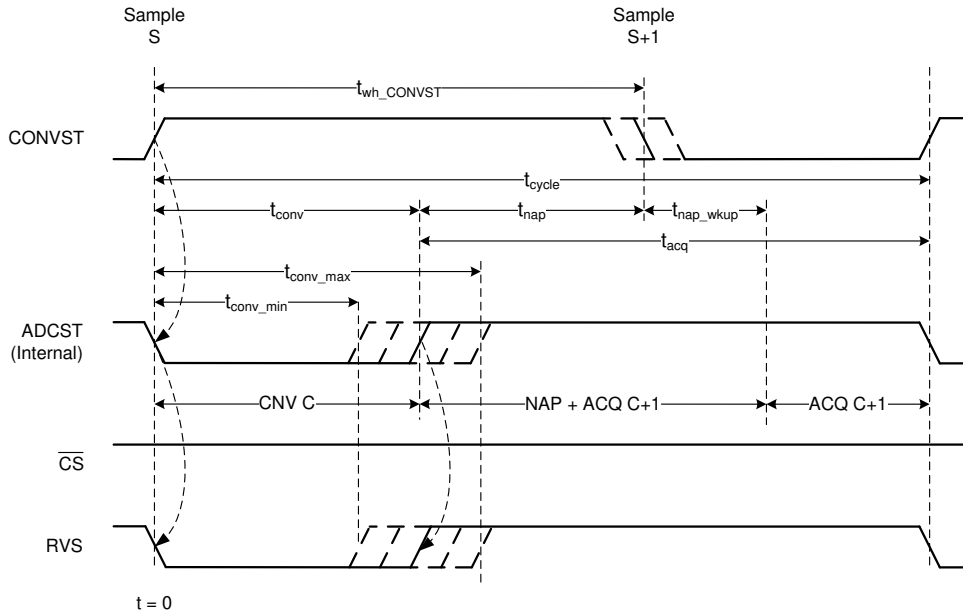 Sample
S
Sample
S+1
t_wh_CONVST
CONVST
t_cycle
t_conv
t_nap
t_nap_wkup
t_acq
t_conv_max
t_conv_min
ADCST
(Internal)
CNV C
NAP + ACQ C+1
ACQ C+1
CS
RVS
t = 0